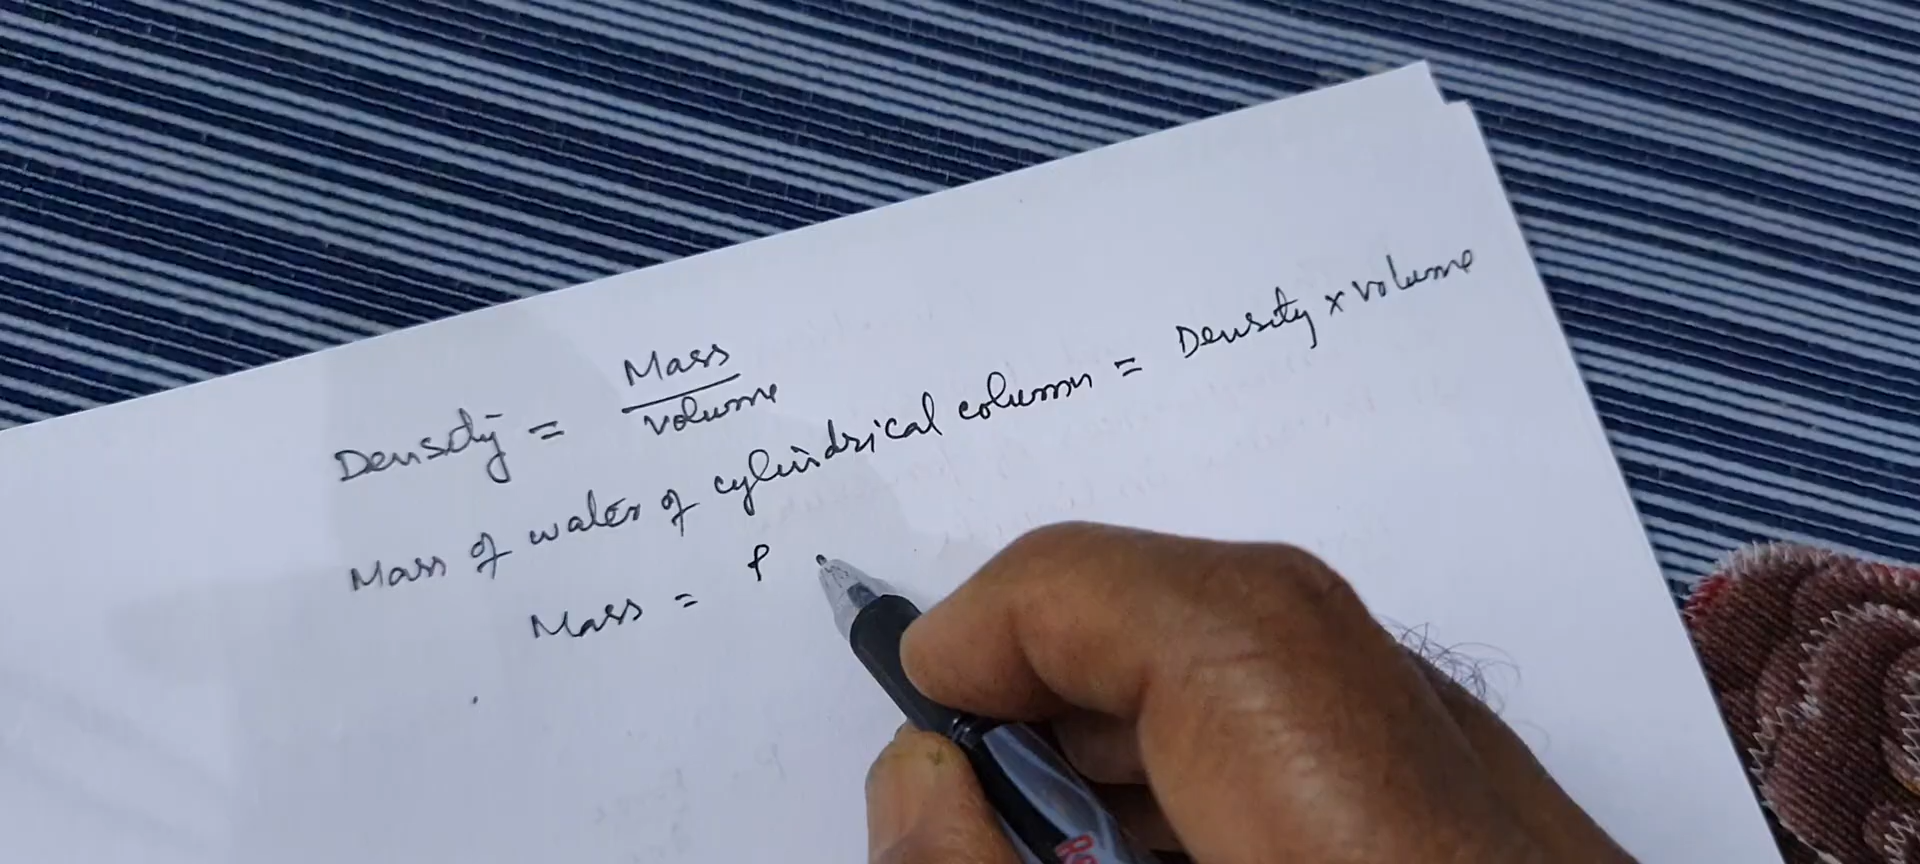 Density = Mass / volume
Mass of water of cylindrical column = Density × volume
Mass = ρ